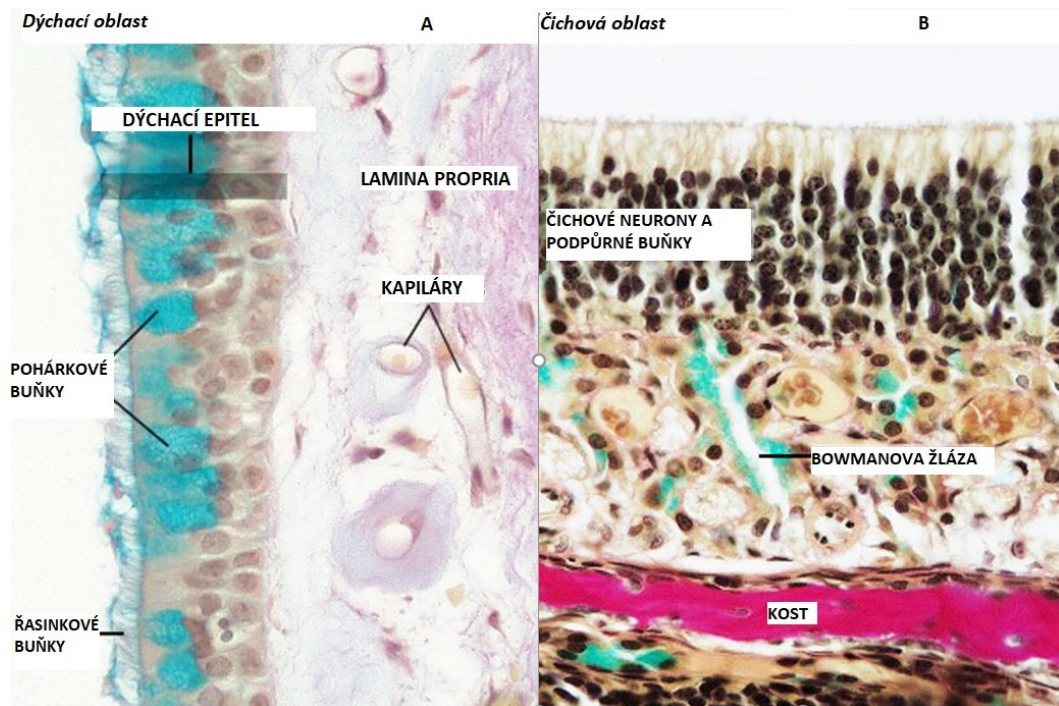 Dýchací oblast
A
DÝCHACÍ EPITEL
LAMINA PROPRIA
KAPILÁRY
POHÁRKOVÉ
BUŇKY
ŘASINKOVÉ
BUŇKY
Čichová oblast
B
ČICHOVÉ NEURONY A
PODPŮRNÉ BUŇKY
BOWMANOVA ŽLÁZA
KOST